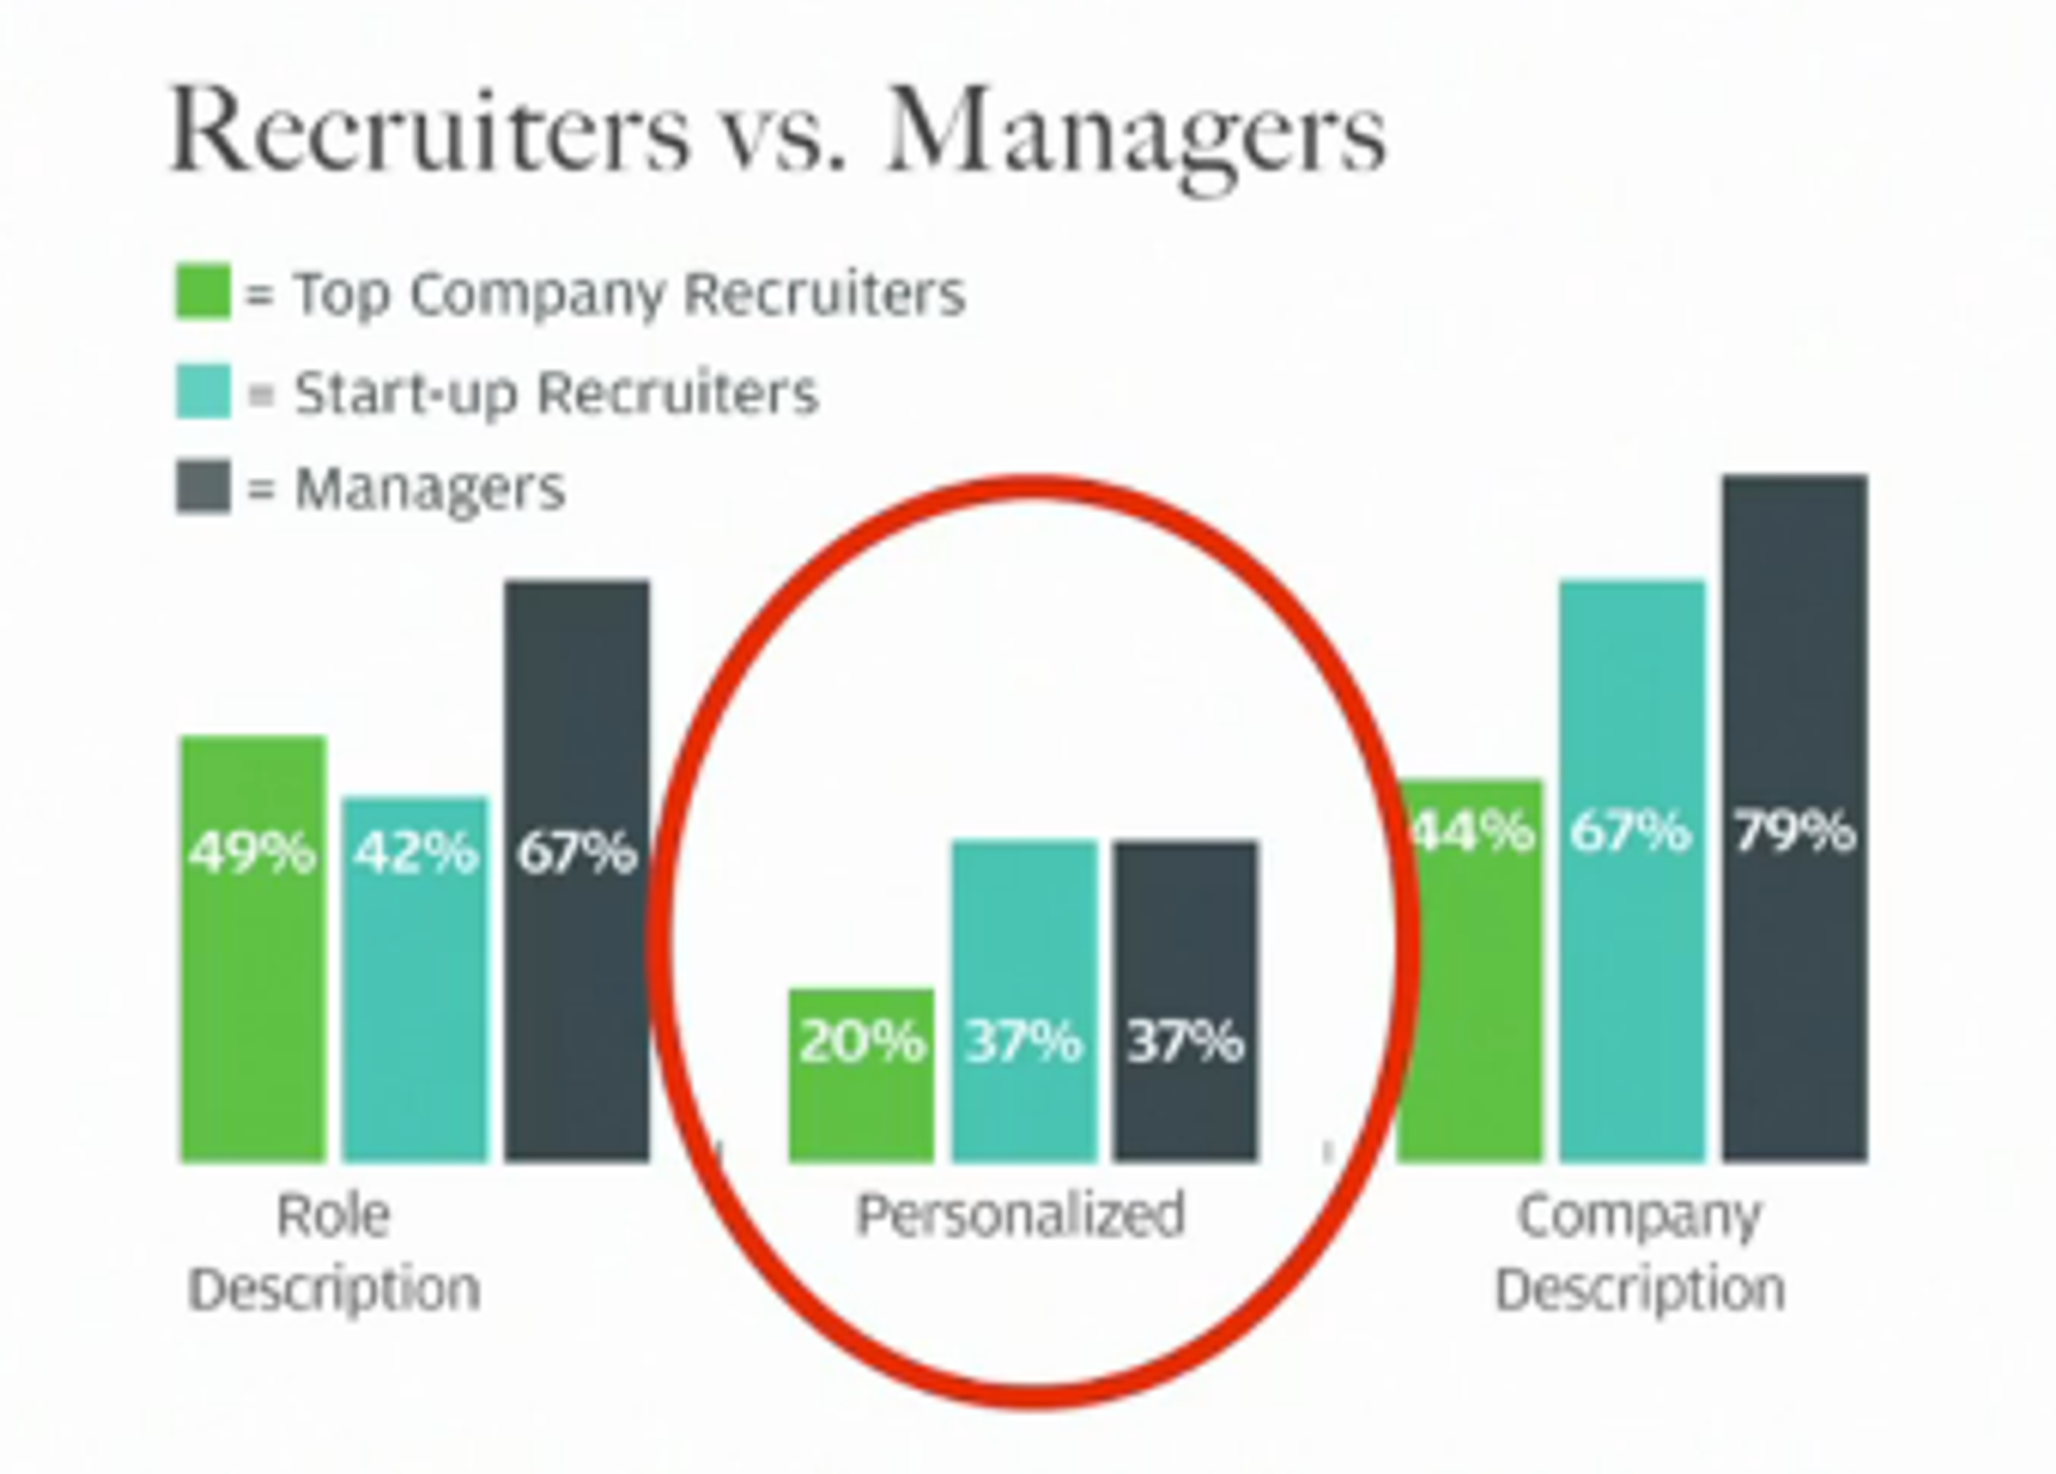 Recruiters vs. Managers
= Top Company Recruiters
= Start-up Recruiters
= Managers
49% 42% 67%
20% 37% 37%
44% 67% 79%
Role
Description
Personalized
Company
Description